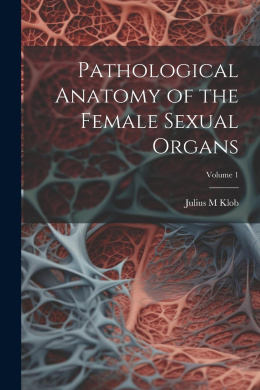 Pathological
Anatomy of the
Female Sexual
Organs
Volume 1
Julius M Klob